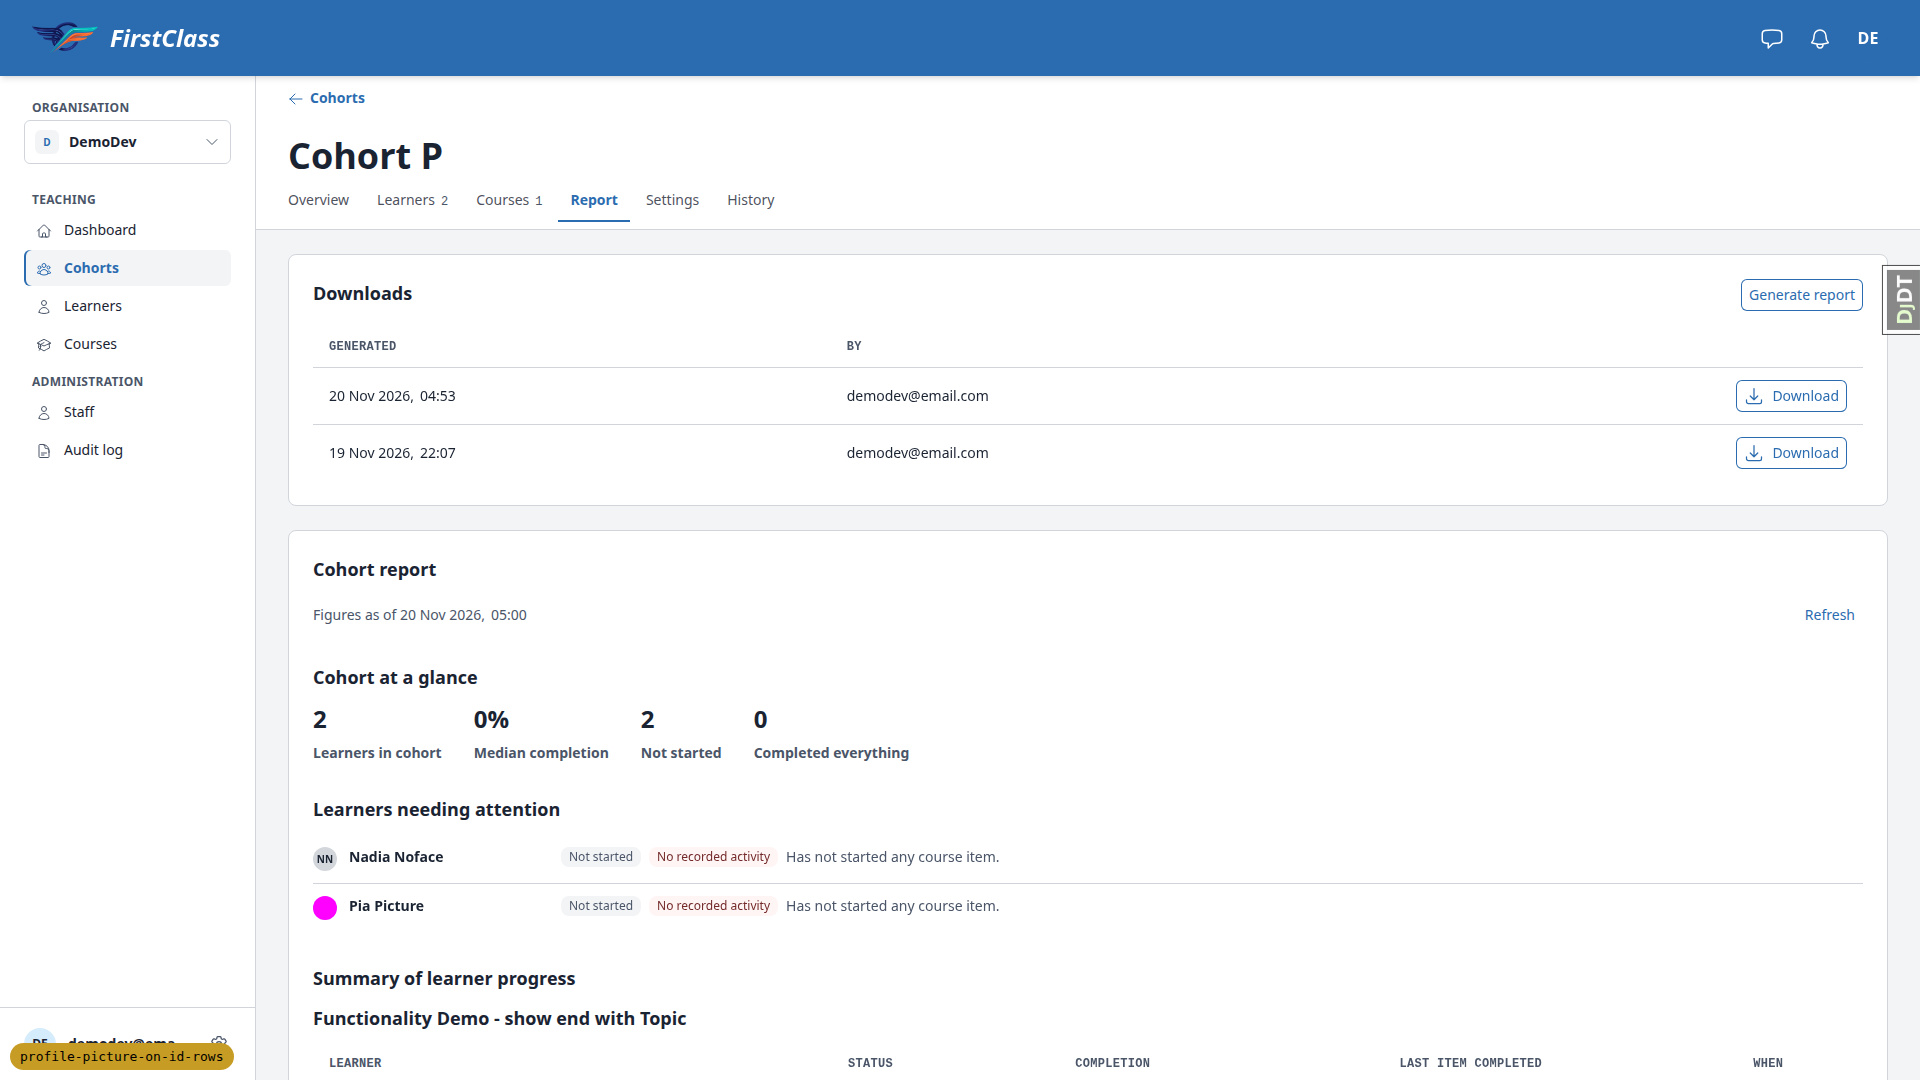 FirstClass
DE
ORGANISATION
D DemoDev
TEACHING
Dashboard
Cohorts
Learners
Courses
ADMINISTRATION
Staff
Audit log
profile-picture-on-id-rows
Cohorts
Cohort P
Overview Learners 2 Courses 1 Report Settings History
Downloads
Generate report
GENERATED BY
20 Nov 2026, 04:53 demodev@email.com Download
19 Nov 2026, 22:07 demodev@email.com Download
Cohort report
Figures as of 20 Nov 2026, 05:00 Refresh
Cohort at a glance
2 0% 2 0
Learners in cohort Median completion Not started Completed everything
Learners needing attention
NN Nadia Noface Not started No recorded activity Has not started any course item.
Pia Picture Not started No recorded activity Has not started any course item.
Summary of learner progress
Functionality Demo - show end with Topic
LEARNER STATUS COMPLETION LAST ITEM COMPLETED WHEN
DjDT